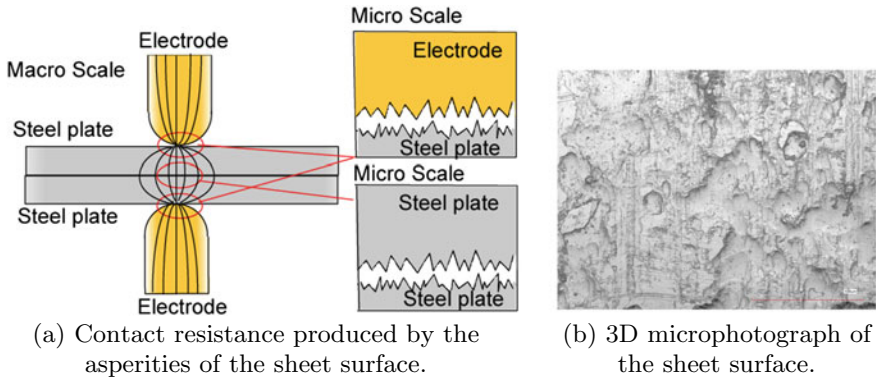 Electrode
Macro Scale
Steel plate
Steel plate
Electrode
Micro Scale
Electrode
Steel plate
Micro Scale
Steel plate
Steel plate
(a) Contact resistance produced by the
asperities of the sheet surface.
(b) 3D microphotograph of
the sheet surface.